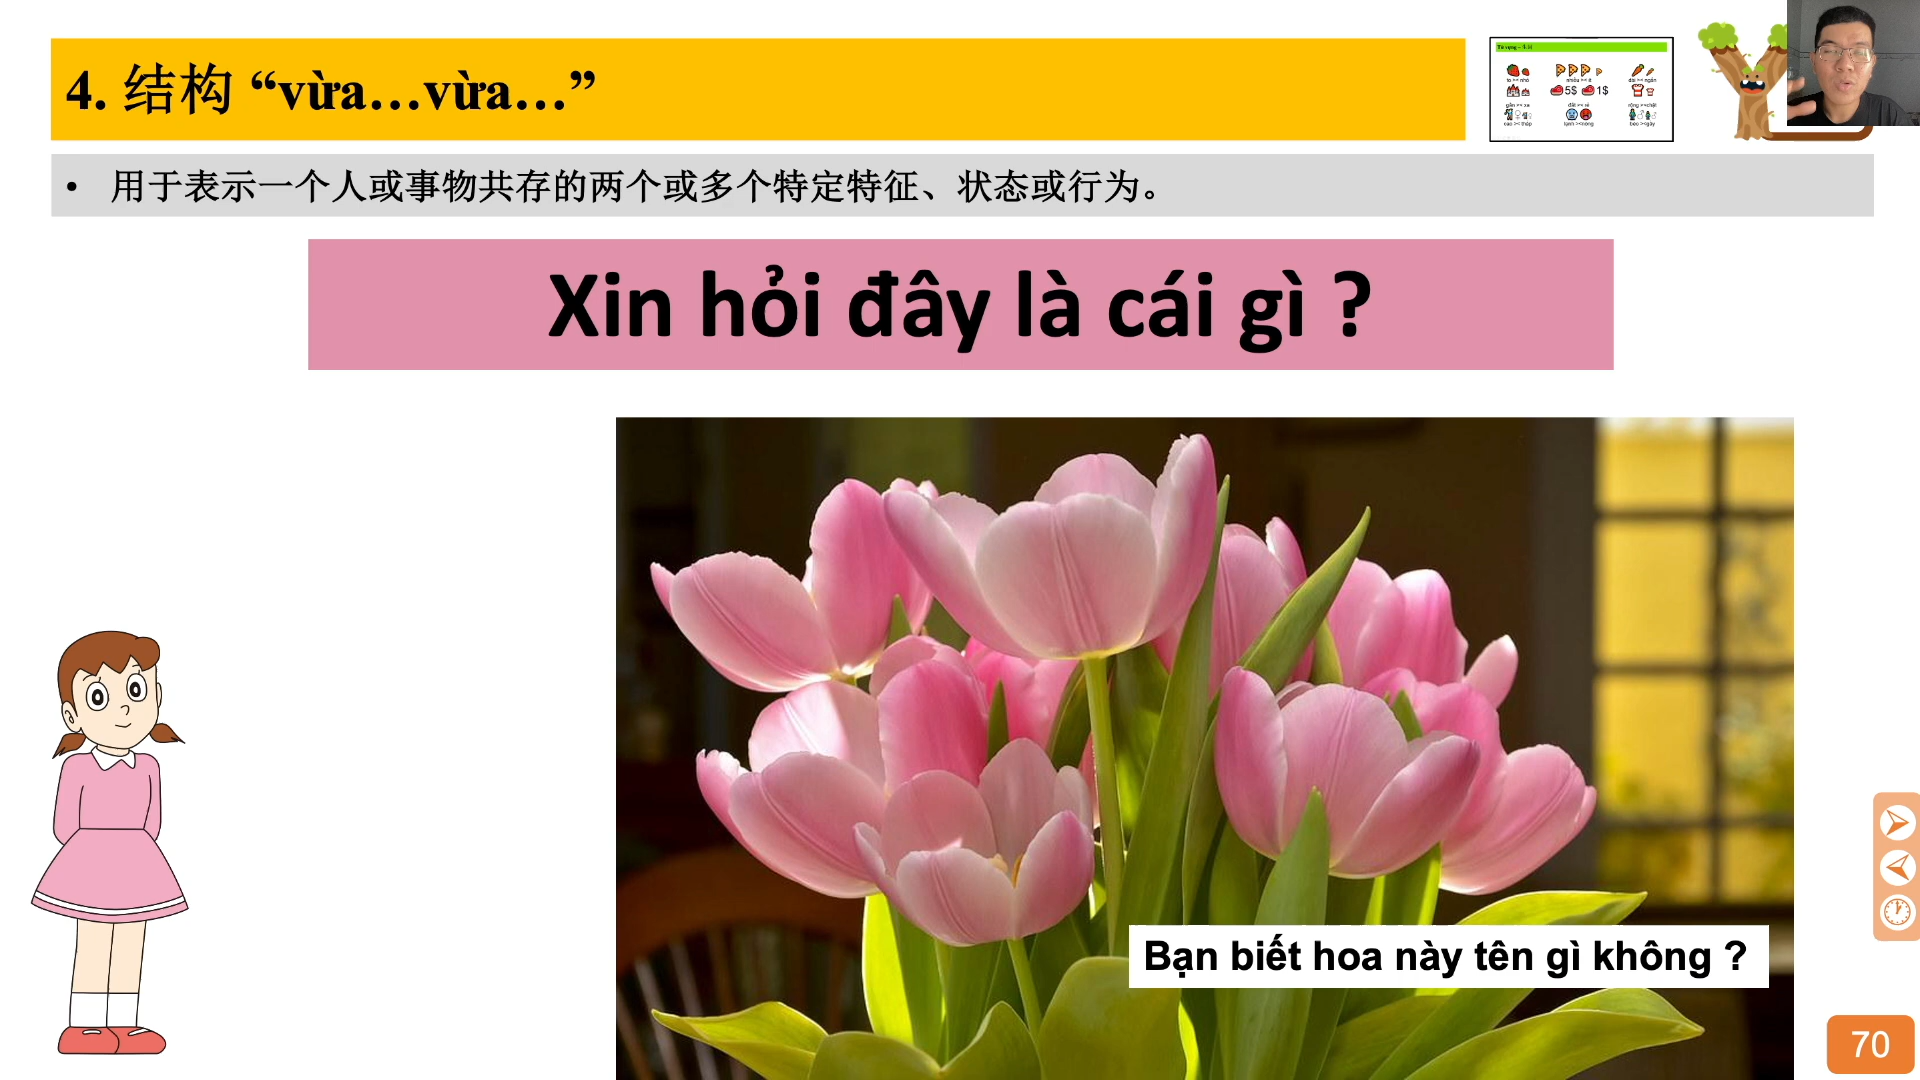 4. 结构 “vừa…vừa…”
• 用于表示一个人或事物共存的两个或多个特定特征、状态或行为。
Xin hỏi đây là cái gì ?
Bạn biết hoa này tên gì không ?
5$ 1$
70